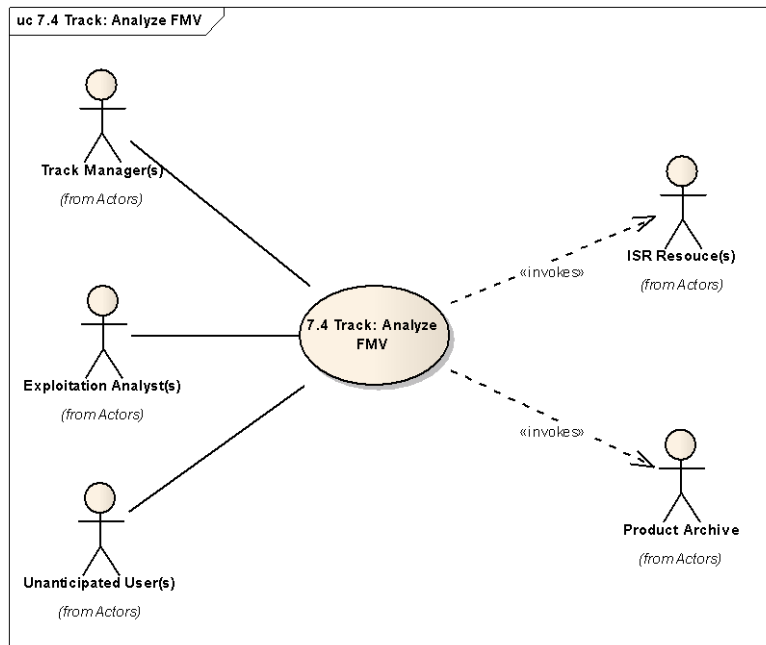 uc 7.4 Track: Analyze FMV
Track Manager(s)
(from Actors)
ISR Resouce(s)
(from Actors)
«invokes»
7.4 Track: Analyze
FMV
Exploitation Analyst(s)
(from Actors)
«invokes»
Product Archive
(from Actors)
Unanticipated User(s)
(from Actors)